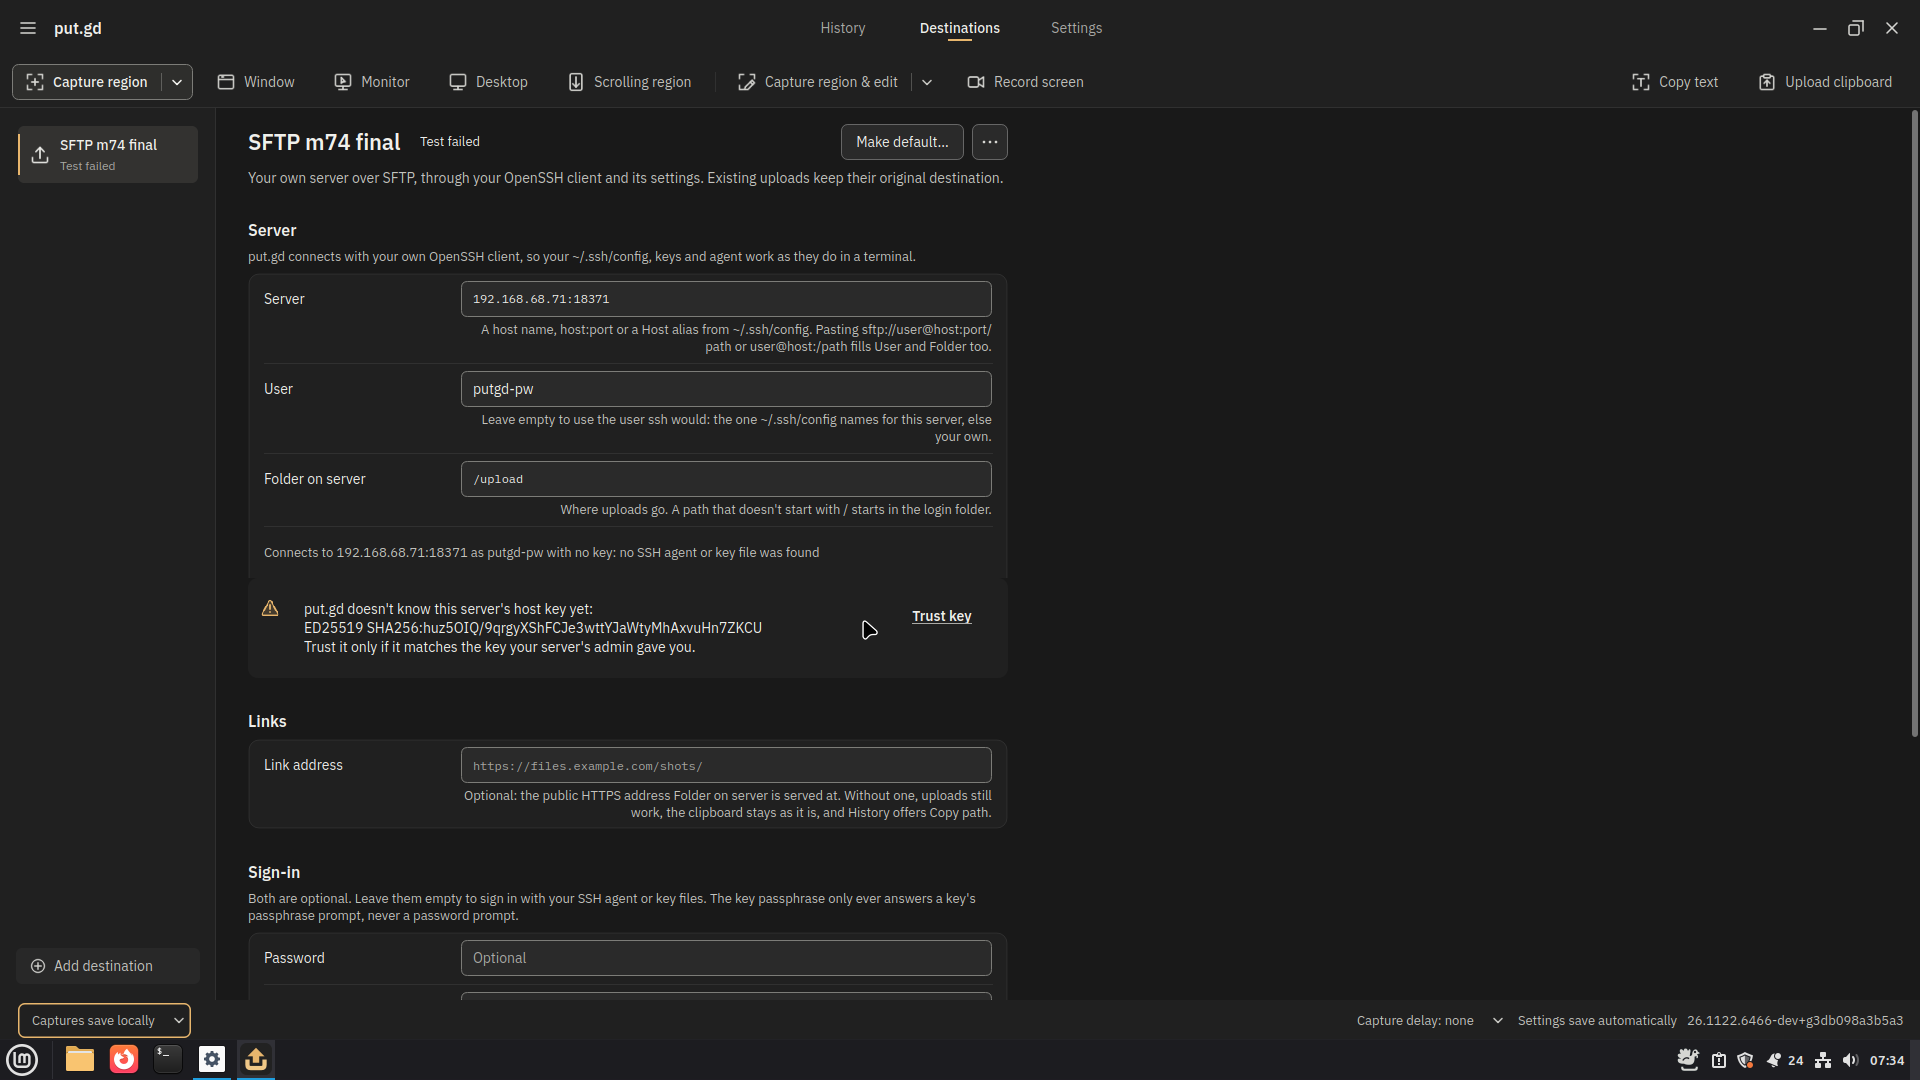 put.gd
History
Destinations
Settings
Capture region
Window
Monitor
Desktop
Scrolling region
Capture region & edit
Record screen
Copy text
Upload clipboard
SFTP m74 final
Test failed
SFTP m74 final
Test failed
Make default...
Your own server over SFTP, through your OpenSSH client and its settings. Existing uploads keep their original destination.
Server
put.gd connects with your own OpenSSH client, so your ~/.ssh/config, keys and agent work as they do in a terminal.
Server
192.168.68.71:18371
A host name, host:port or a Host alias from ~/.ssh/config. Pasting sftp://user@host:port/
path or user@host:/path fills User and Folder too.
User
putgd-pw
Leave empty to use the user ssh would: the one ~/.ssh/config names for this server, else
your own.
Folder on server
/upload
Where uploads go. A path that doesn't start with / starts in the login folder.
Connects to 192.168.68.71:18371 as putgd-pw with no key: no SSH agent or key file was found
put.gd doesn't know this server's host key yet:
ED25519 SHA256:huz5OIQ/9qrgyXShFCJe3wttYJaWtyMhAxvuHn7ZKCU
Trust it only if it matches the key your server's admin gave you.
Trust key
Links
Link address
https://files.example.com/shots/
Optional: the public HTTPS address Folder on server is served at. Without one, uploads still
work, the clipboard stays as it is, and History offers Copy path.
Sign-in
Both are optional. Leave them empty to sign in with your SSH agent or key files. The key passphrase only ever answers a key's
passphrase prompt, never a password prompt.
Password
Optional
Add destination
Captures save locally
Capture delay: none
Settings save automatically
26.1122.6466-dev+g3db098a3b5a3
24
07:34